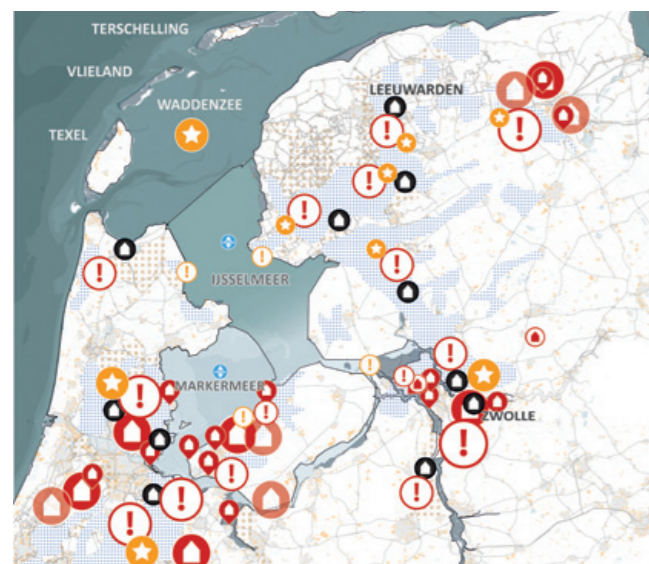 TERSCHELLING
VLIELAND
WADDENZEE
TEXEL
LEEUWARDEN
IJSSELMEER
MARKERMEER
ZWOLLE